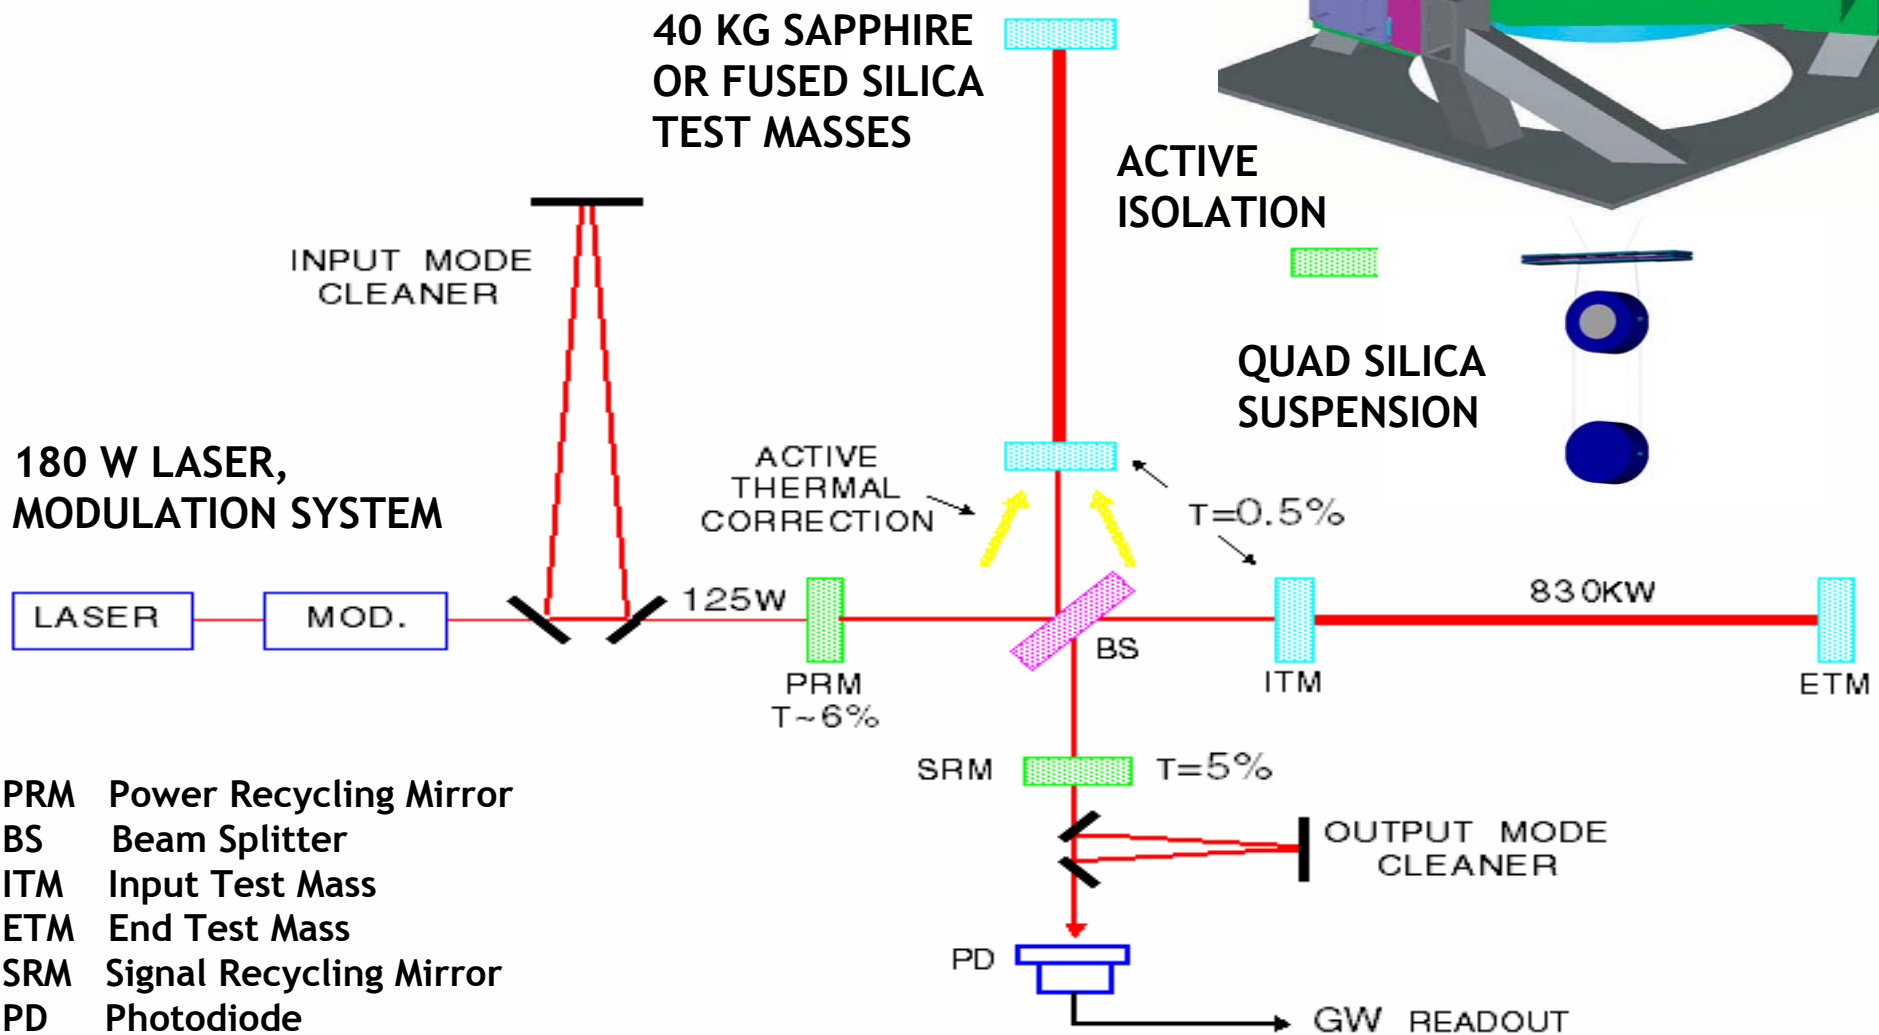 40 KG SAPPHIRE
OR FUSED SILICA
TEST MASSES
ACTIVE
ISOLATION
INPUT MODE
CLEANER
QUAD SILICA
SUSPENSION
180 W LASER,
MODULATION SYSTEM
ACTIVE
THERMAL
CORRECTION
T=0.5%
LASER
MOD.
125W
PRM
T~6%
BS
830KW
ITM
ETM
SRM
T=5%
OUTPUT MODE
CLEANER
PD
GW READOUT
PRM Power Recycling Mirror
BS Beam Splitter
ITM Input Test Mass
ETM End Test Mass
SRM Signal Recycling Mirror
PD Photodiode